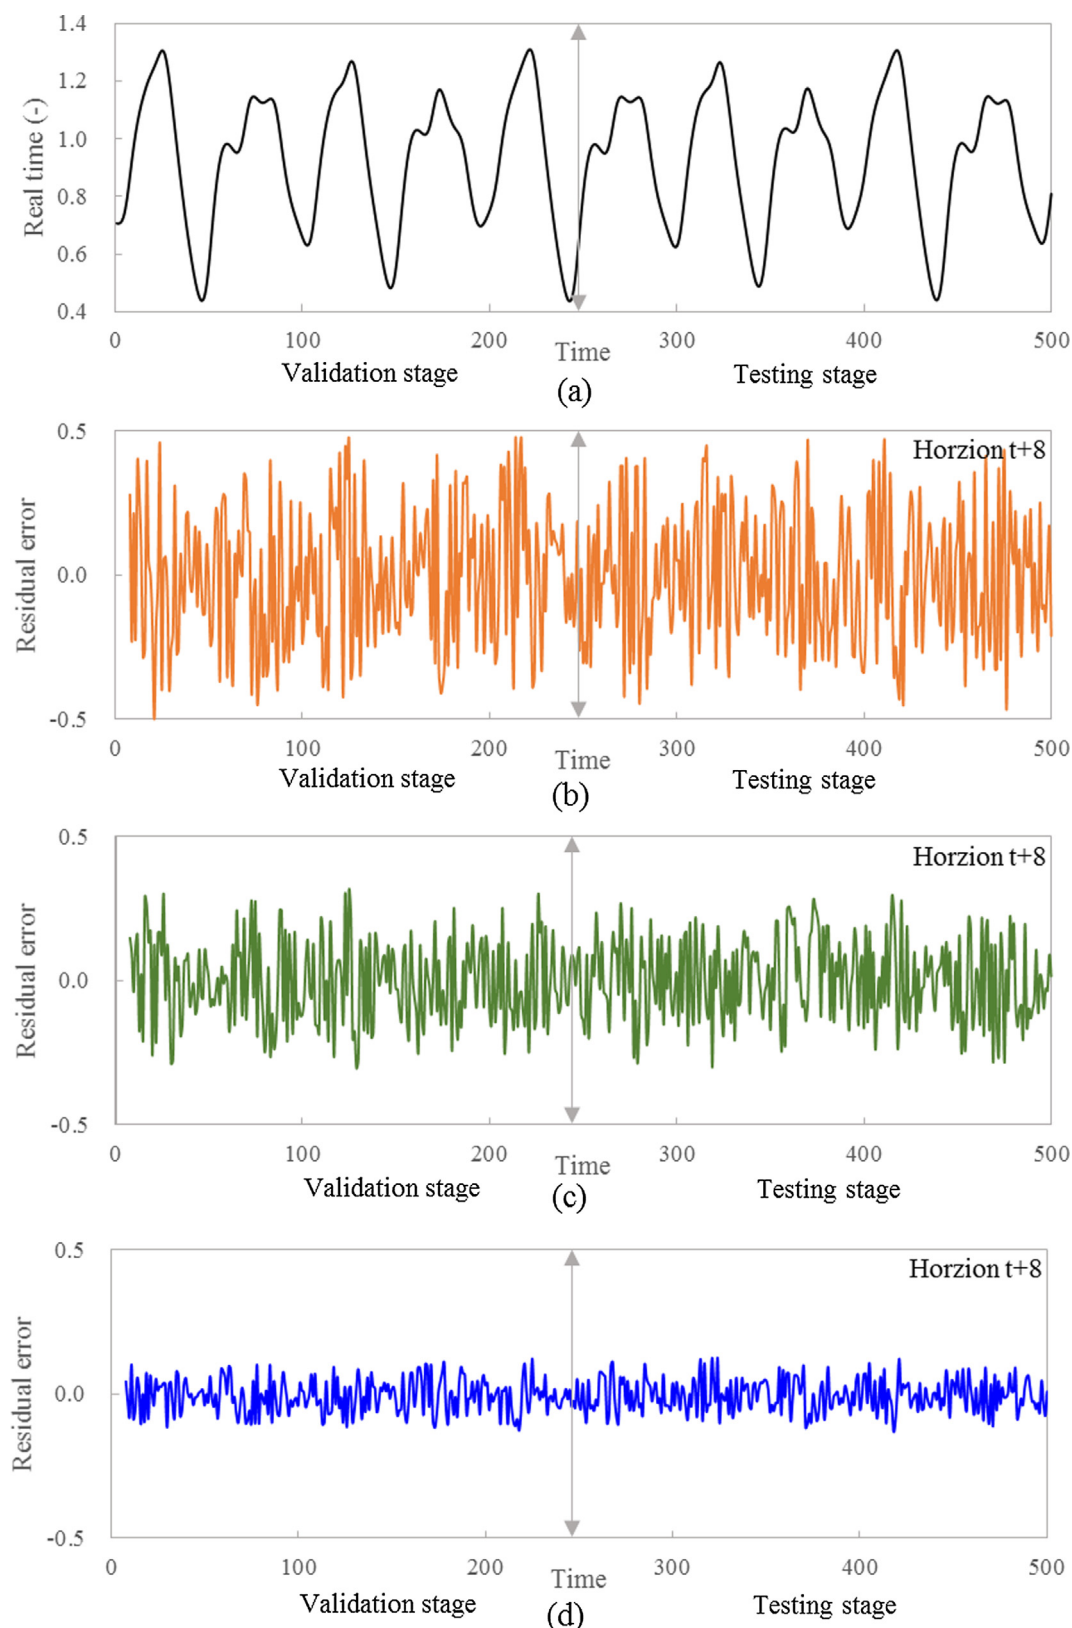 1.4
1.2
1.0
0.8
0.6
0.4
Real time (-)
0 100 200 300 400 500
Time
Validation stage Testing stage
(a)
Horzion t+8
0.5
0.0
-0.5
Residual error
0 100 200 300 400 500
Time
Validation stage Testing stage
(b)
Horzion t+8
0.5
0.0
-0.5
Residual error
0 100 200 300 400 500
Time
Validation stage Testing stage
(c)
Horzion t+8
0.5
0.0
-0.5
Residual error
0 100 200 300 400 500
Time
Validation stage Testing stage
(d)